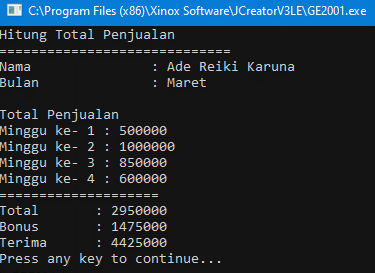 C:\Program Files (x86)\Xinox Software\JCreatorV3LE\GE2001.exe
Hitung Total Penjualan
=============================
Nama : Ade Reiki Karuna
Bulan : Maret
Total Penjualan
Minggu ke- 1 : 500000
Minggu ke- 2 : 1000000
Minggu ke- 3 : 850000
Minggu ke- 4 : 600000
====================
Total : 2950000
Bonus : 1475000
Terima : 4425000
Press any key to continue...